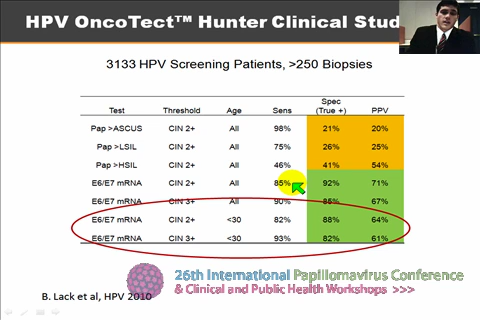 HPV OncoTect™ Hunter Clinical Stud
3133 HPV Screening Patients, >250 Biopsies
Test Threshold Age Sens Spec (True +) PPV
Pap >ASCUS CIN 2+ All 98% 21% 20%
Pap >LSIL CIN 2+ All 75% 26% 25%
Pap >HSIL CIN 2+ All 46% 41% 54%
E6/E7 mRNA CIN 2+ All 85% 92% 71%
E6/E7 mRNA CIN 3+ All 90% 85% 67%
E6/E7 mRNA CIN 2+ <30 82% 88% 64%
E6/E7 mRNA CIN 3+ <30 93% 82% 61%
26th International Papillomavirus Conference
& Clinical and Public Health Workshops >>>
B. Lack et al, HPV 2010